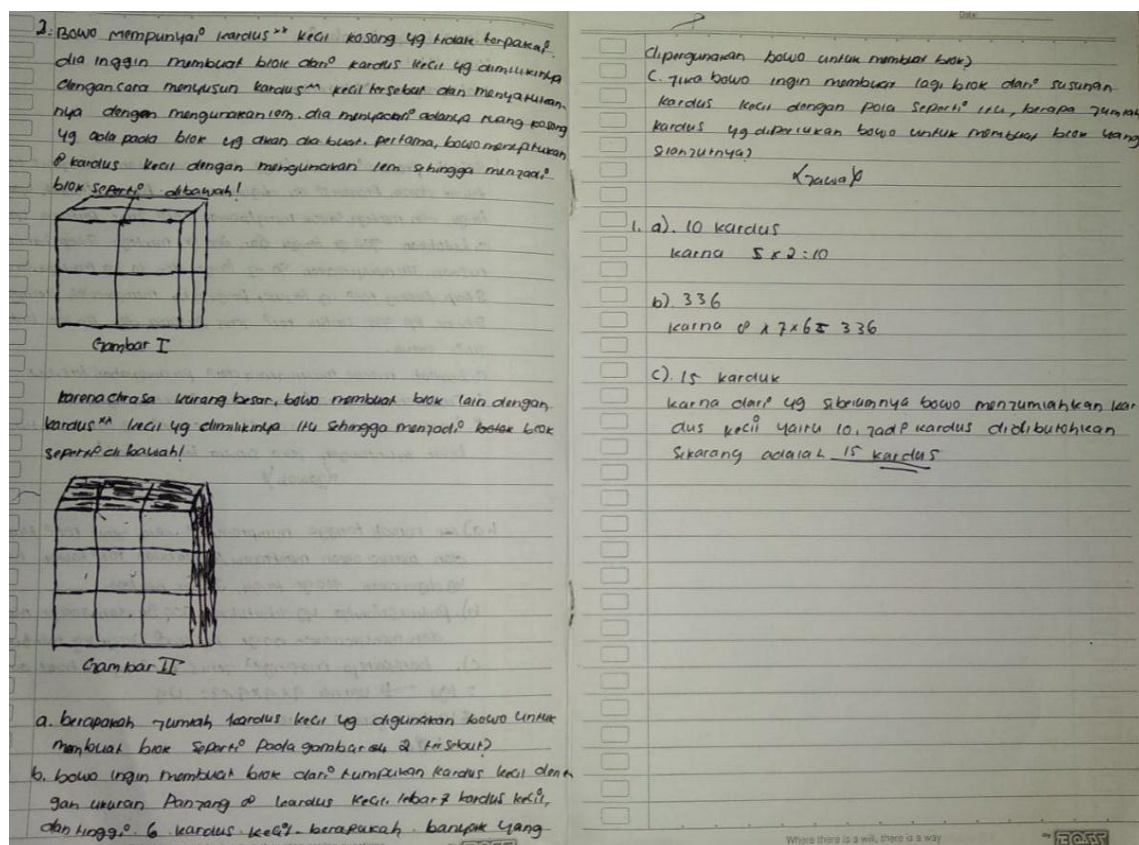 2. Bowo mempunyai kardus" kecil kosong yg tidak terpakai.
dia inggin membuat blok dari kardus kecil yg dimilikinya
dengan cara menyusun kardus" kecil tersebut dan menyatukan
nya dengan mengunakan lem. dia menyadari adanya ruang kosong
yg ada pada blok yg akan dia buat. pertama, bowo menyatukan
8 kardus kecil dengan mengunakan lem sehingga menjadi
blok seperti dibawah!
Gambar I
karena dirasa kurang besar, bowo membuat blok lain dengan
kardus" kecil yg dimilikinya itu sehingga menjadi blok
seperti di bawah!
Gambar II
a. berapakah jumlah kardus kecil yg digunakan bowo untuk
membuat blok seperti pada gambar 2 tersebut?
b. bowo ingin membuat blok dari tumpukan kardus kecil den
gan ukuran Panjang 8 kardus kecil, lebar 7 kardus kecil,
dan tinggi 6 kardus kecil. berapakah banyak yang
Date:
dipergunakan bowo untuk membuat blok?
C. jika bowo ingin membuat lagi blok dari susunan
kardus kecil dengan pola seperti itu, berapa jumlah
kardus yg diperlukan bowo untuk membuat blok yang
slanjutnya?
(jawab)
1. a). 10 kardus
karna 5 x 2 : 10
b). 336
karna 8 x 7 x 6 = 336
c). 15 karduk
karna dari yg sbelumnya bowo menjumlahkan kar
dus kecil yaitu 10, jadi kardus didibutohkan
sekarang adalah 15 kardus
Where there is a will, there is a way